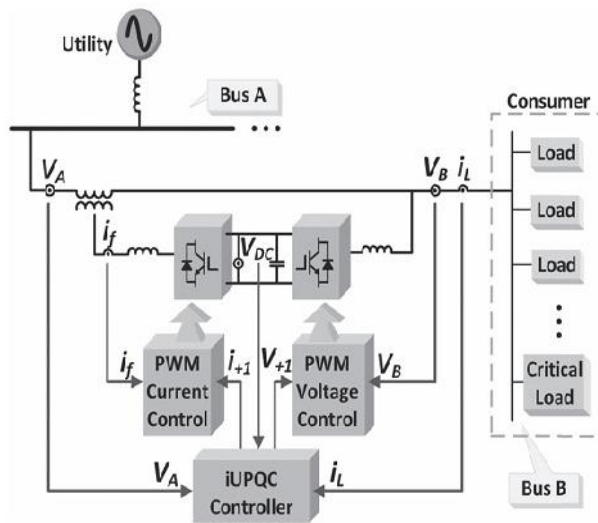 Utility
Bus A
Consumer
V_A
V_B
i_L
Load
Load
Load
Critical
Load
i_f
V_DC
i_f
PWM
Current
Control
i_{+1}
V_{+1}
PWM
Voltage
Control
V_B
V_A
iUPQC
Controller
i_L
Bus B